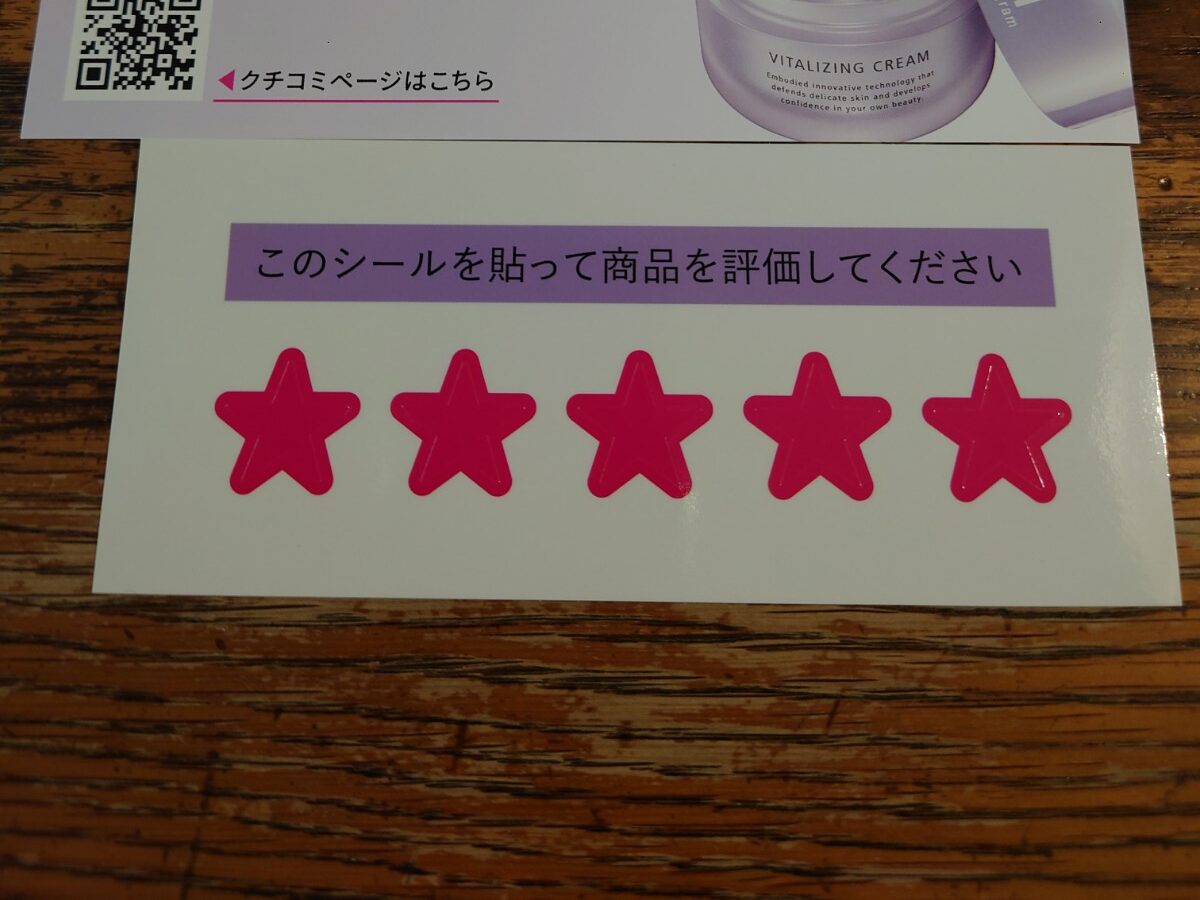 ◀クチコミページはこちら
VITALIZING CREAM
Embodied innovative technology that
defends delicate skin and develops
confidence in your own beauty.
このシールを貼って商品を評価してください